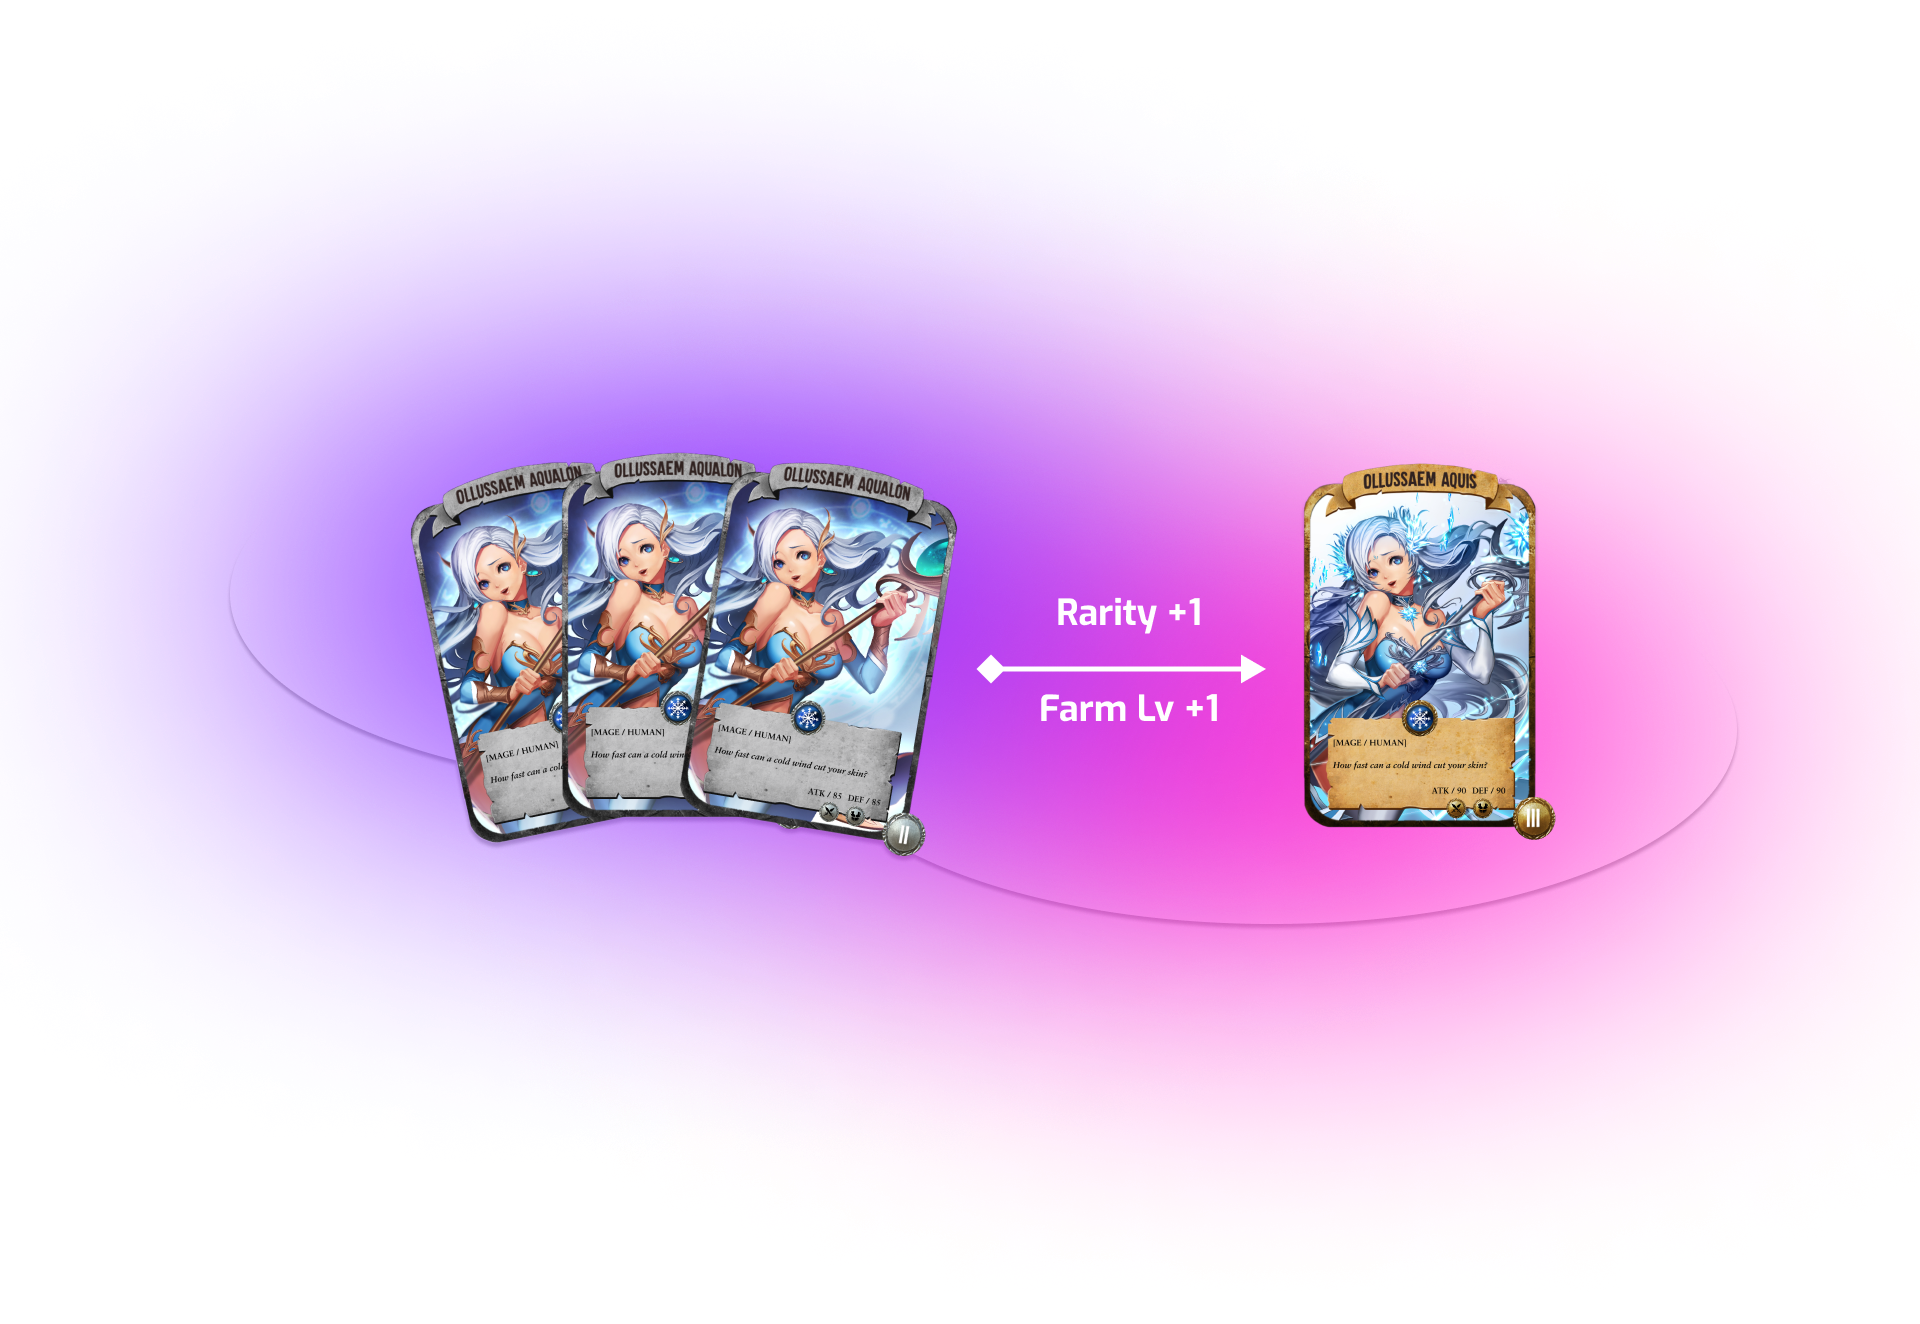 OLLUSSAEM AQUALON
[MAGE / HUMAN]
How fast can a cold
OLLUSSAEM AQUALON
[MAGE / HUMAN]
How fast can a cold win
OLLUSSAEM AQUALON
[MAGE / HUMAN]
How fast can a cold wind cut your skin?
ATK / 85 DEF / 85
II
Rarity +1
Farm Lv +1
OLLUSSAEM AQUIS
[MAGE / HUMAN]
How fast can a cold wind cut your skin?
ATK / 90 DEF / 90
III